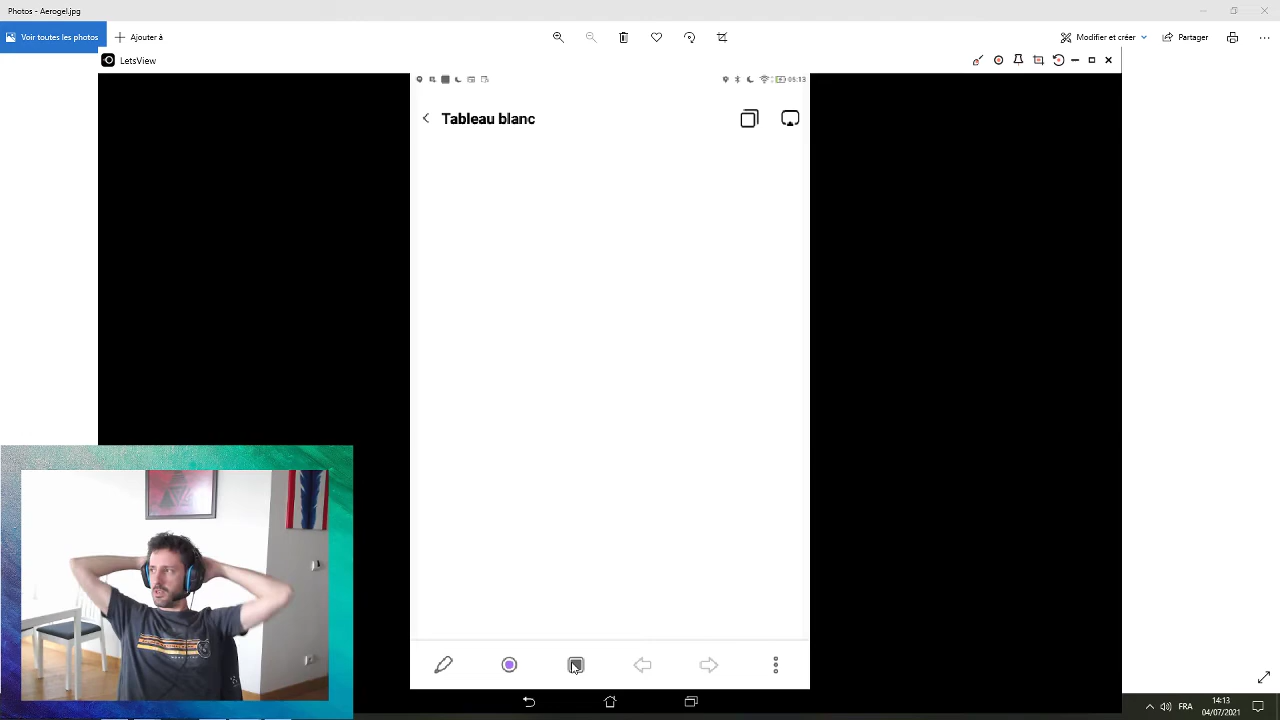 Photos - Aerogel.jpg
Voir toutes les photos
Ajouter à
Modifier et créer
Partager
LetsView
Tableau blanc
14:13
FRA
04/07/2021